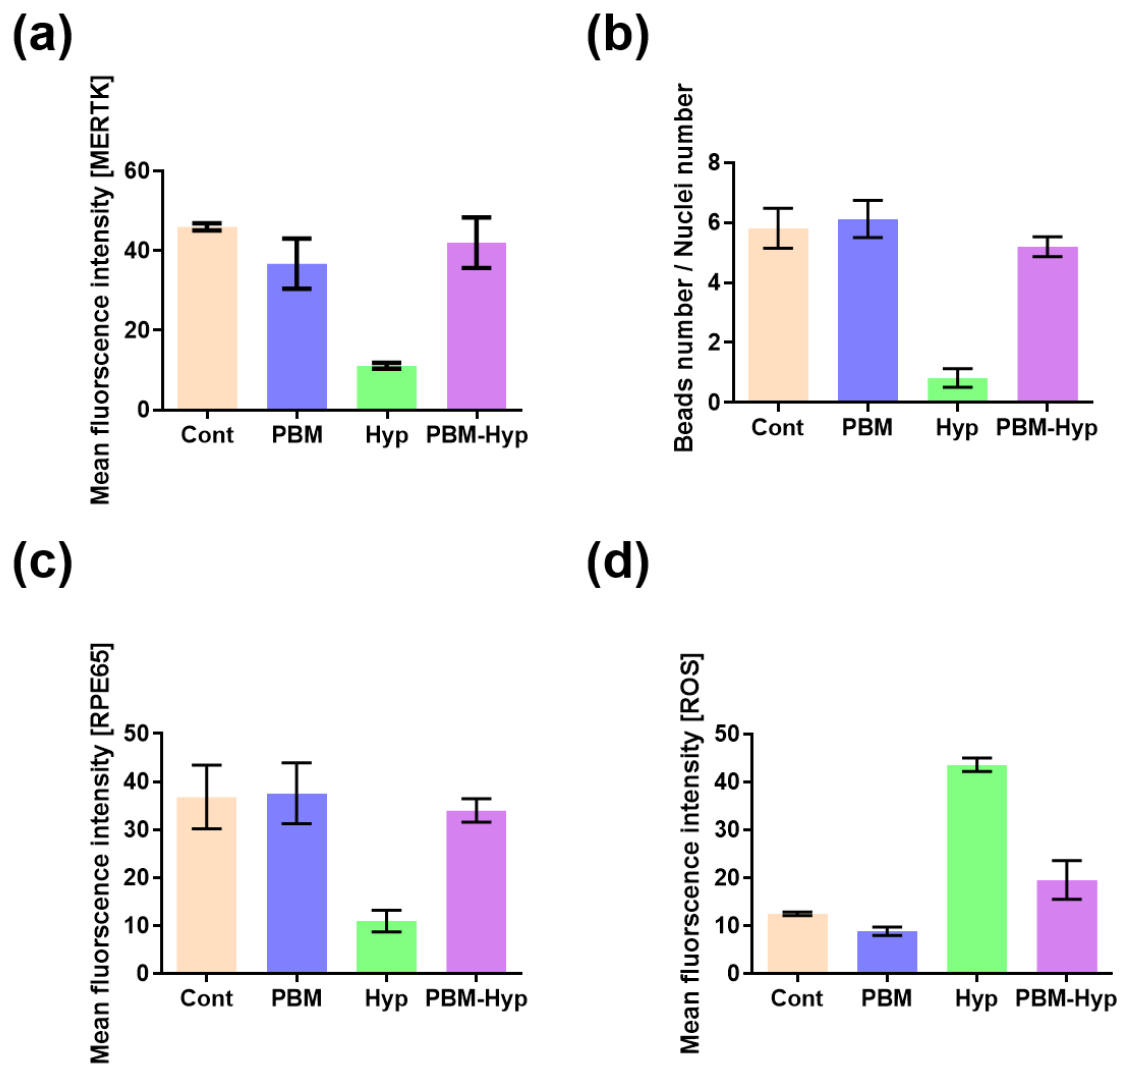 (a)
Mean fluorscence intensity [MERTK]
60
40
20
0
Cont PBM Hyp PBM-Hyp
(b)
Beads number / Nuclei number
8
6
4
2
0
Cont PBM Hyp PBM-Hyp
(c)
Mean fluorscence intensity [RPE65]
50
40
30
20
10
0
Cont PBM Hyp PBM-Hyp
(d)
Mean fluorscence intensity [ROS]
50
40
30
20
10
0
Cont PBM Hyp PBM-Hyp